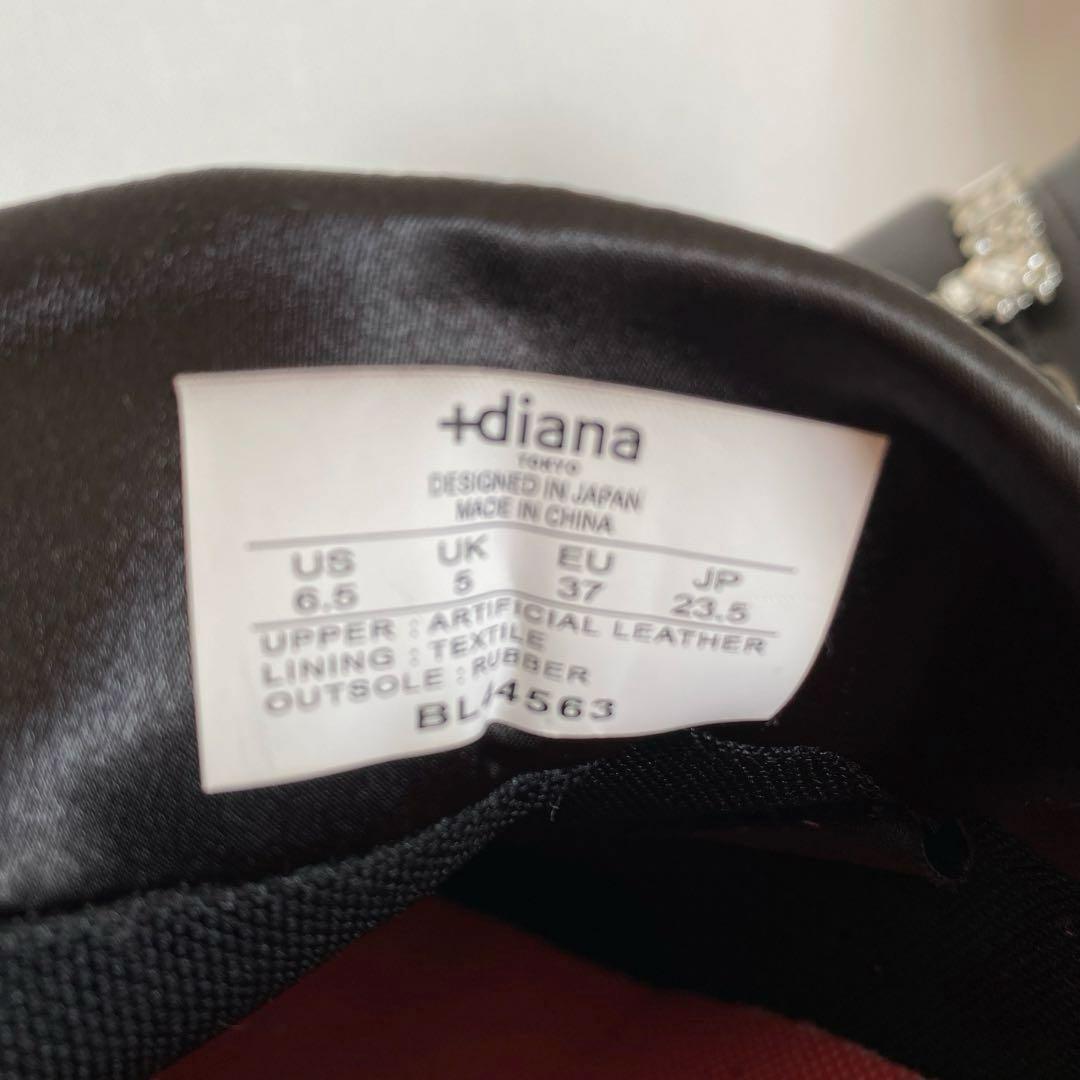 +diana
TOKYO
DESIGNED IN JAPAN
MADE IN CHINA
US UK EU JP
6.5 5 37 23.5
UPPER : ARTIFICIAL LEATHER
LINING : TEXTILE
OUTSOLE : RUBBER